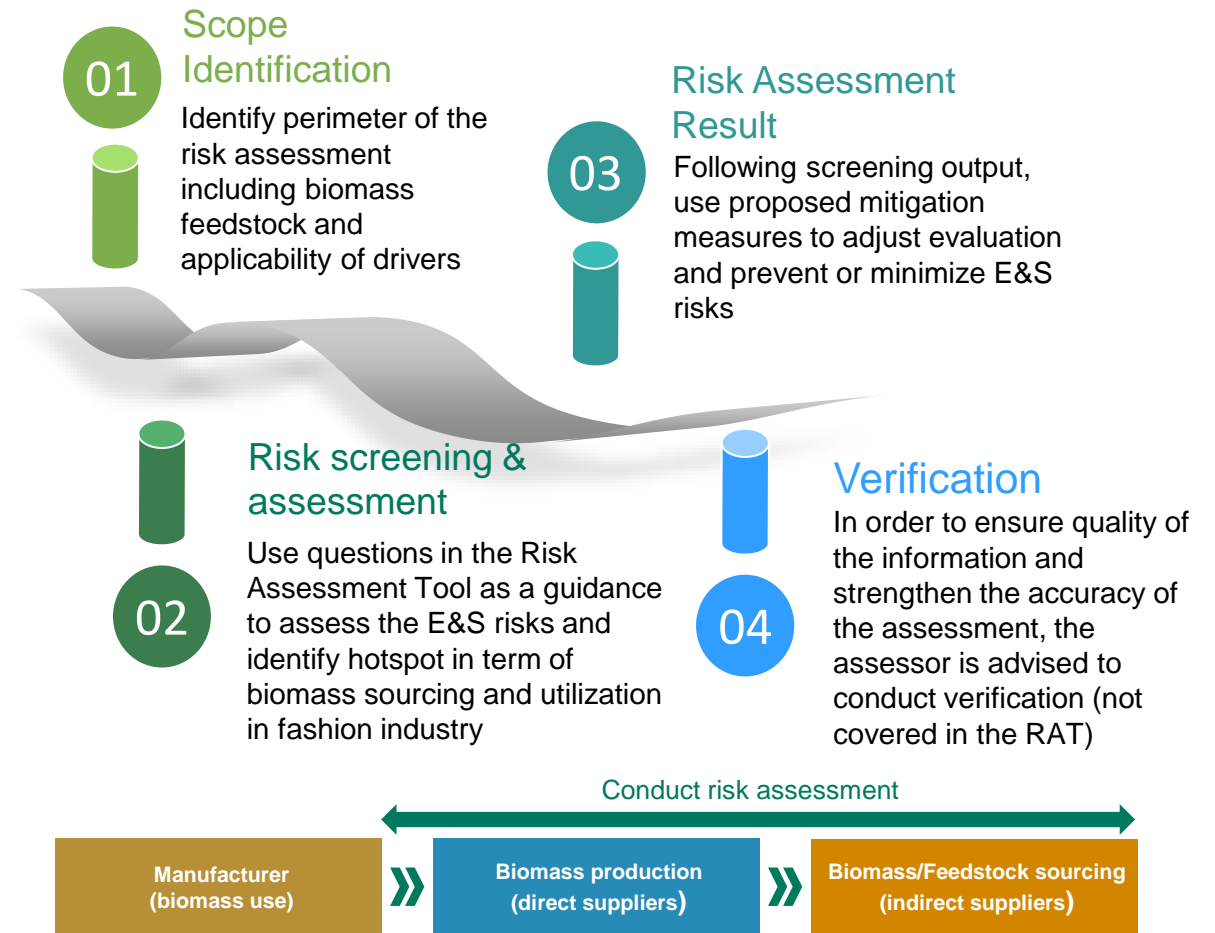 01
Scope
Identification
Identify perimeter of the
risk assessment
including biomass
feedstock and
applicability of drivers
02
Risk screening &
assessment
Use questions in the Risk
Assessment Tool as a guidance
to assess the E&S risks and
identify hotspot in term of
biomass sourcing and utilization
in fashion industry
03
Risk Assessment
Result
Following screening output,
use proposed mitigation
measures to adjust evaluation
and prevent or minimize E&S
risks
04
Verification
In order to ensure quality of
the information and
strengthen the accuracy of
the assessment, the
assessor is advised to
conduct verification (not
covered in the RAT)
Conduct risk assessment
Manufacturer
(biomass use)
Biomass production
(direct suppliers)
Biomass/Feedstock sourcing
(indirect suppliers)